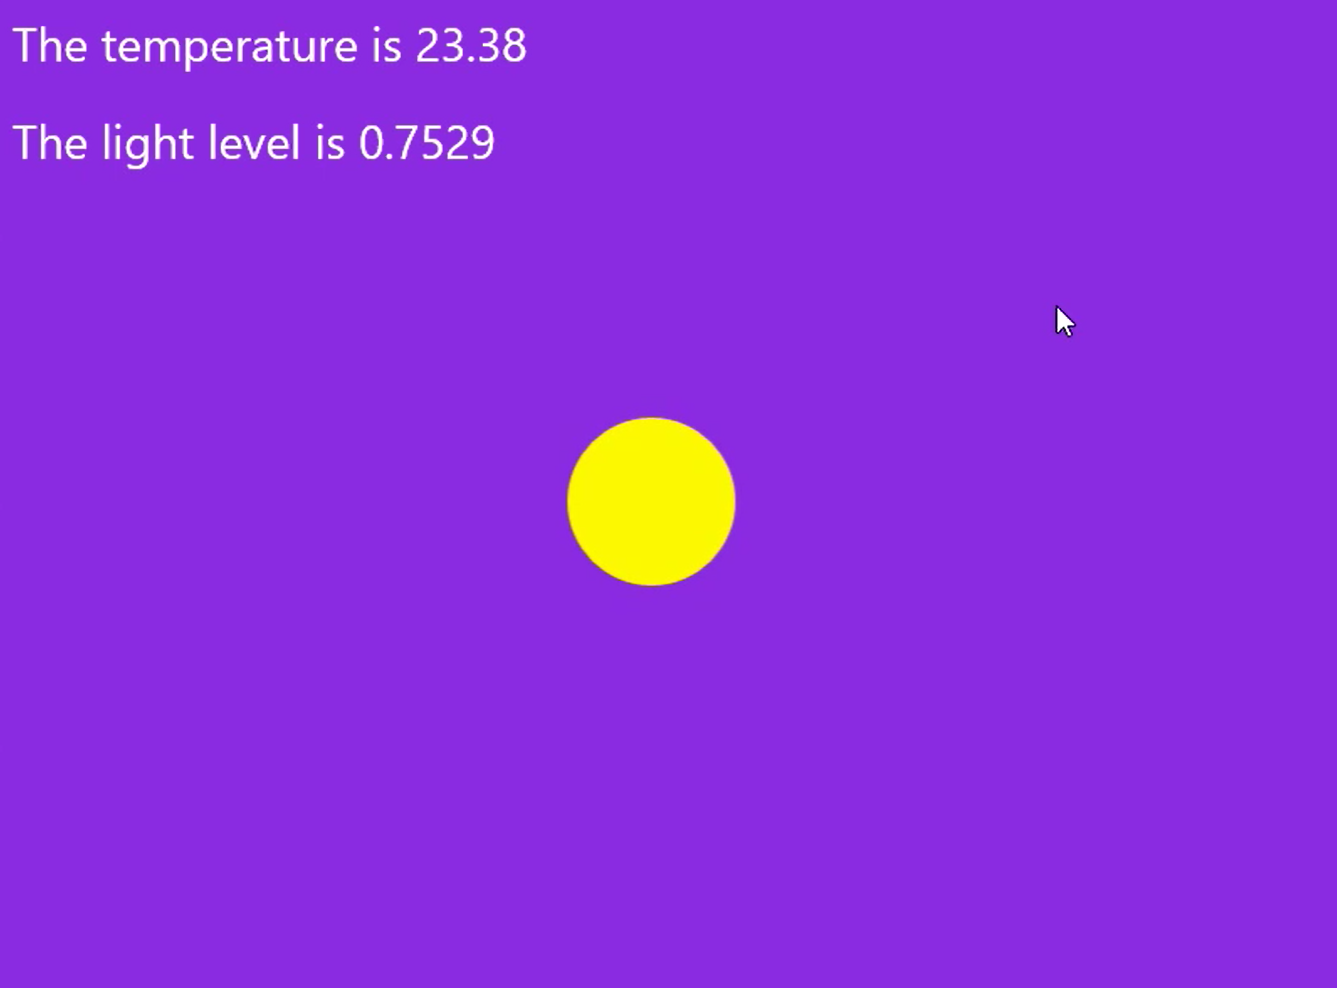 The temperature is 23.38
The light level is 0.7529